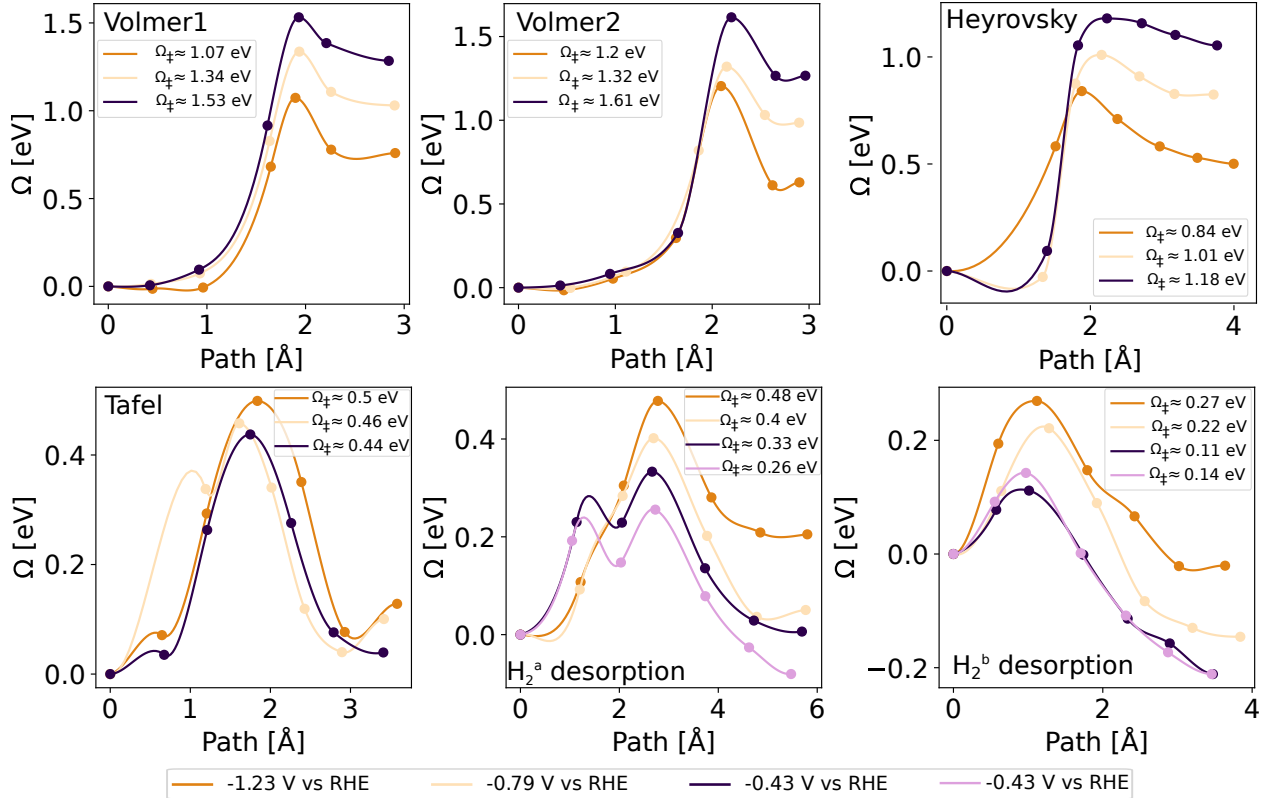 Volmer1
Ω‡≈ 1.07 eV
Ω‡≈ 1.34 eV
Ω‡≈ 1.53 eV
Ω [eV]
1.5
1.0
0.5
0.0
0 1 2 3
Path [Å]
Volmer2
Ω‡≈ 1.2 eV
Ω‡≈ 1.32 eV
Ω‡≈ 1.61 eV
Ω [eV]
1.5
1.0
0.5
0.0
0 1 2 3
Path [Å]
Heyrovsky
Ω‡≈ 0.84 eV
Ω‡≈ 1.01 eV
Ω‡≈ 1.18 eV
Ω [eV]
1.0
0.5
0.0
0 2 4
Path [Å]
Tafel
Ω‡≈ 0.5 eV
Ω‡≈ 0.46 eV
Ω‡≈ 0.44 eV
Ω [eV]
0.4
0.2
0.0
0 1 2 3
Path [Å]
Ω‡≈ 0.48 eV
Ω‡≈ 0.4 eV
Ω‡≈ 0.33 eV
Ω‡≈ 0.26 eV
Ω [eV]
0.4
0.2
0.0
H₂ᵃ desorption
0 2 4 6
Path [Å]
Ω‡≈ 0.27 eV
Ω‡≈ 0.22 eV
Ω‡≈ 0.11 eV
Ω‡≈ 0.14 eV
Ω [eV]
0.2
0.0
−0.2
H₂ᵇ desorption
0 2 4
Path [Å]
-1.23 V vs RHE -0.79 V vs RHE -0.43 V vs RHE -0.43 V vs RHE